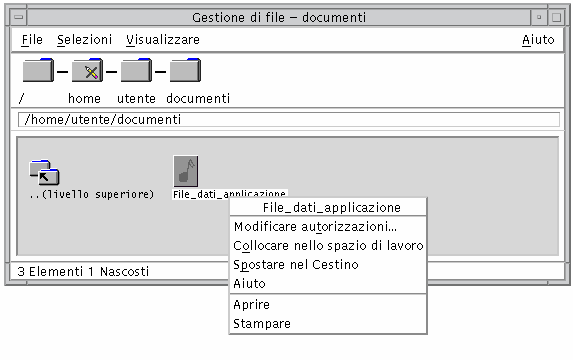 Gestione di file – documenti
File Selezioni Visualizzare Aiuto
/ home utente documenti
/home/utente/documenti
..(livello superiore) File_dati_applicazione
File_dati_applicazione
Modificare autorizzazioni...
Collocare nello spazio di lavoro
Spostare nel Cestino
Aiuto
Aprire
Stampare
3 Elementi 1 Nascosti